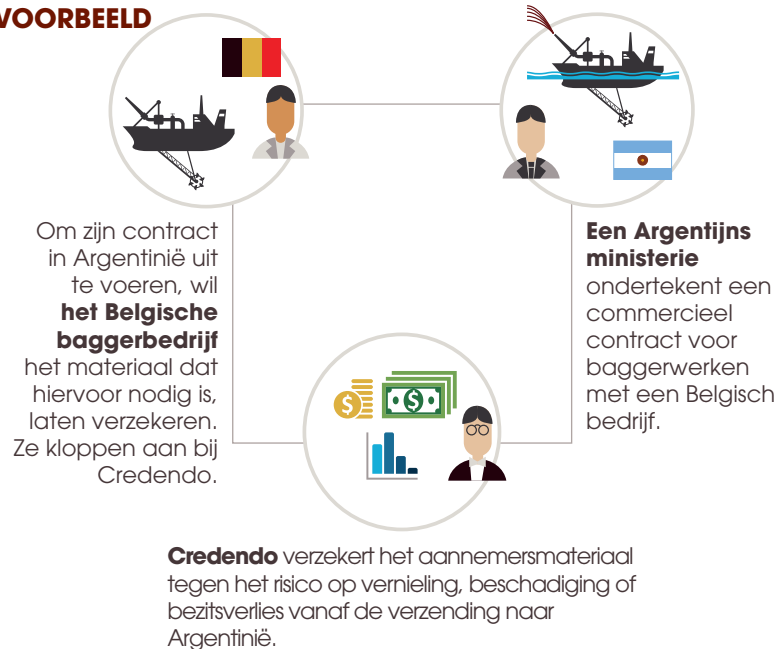 VOORBEELD
Om zijn contract
in Argentinië uit
te voeren, wil
het Belgische
baggerbedrijf
het materiaal dat
hiervoor nodig is,
laten verzekeren.
Ze kloppen aan bij
Credendo.
Een Argentijns
ministerie
ondertekent een
commercieel
contract voor
baggerwerken
met een Belgisch
bedrijf.
$
$
Credendo verzekert het aannemersmateriaal
tegen het risico op vernieling, beschadiging of
bezitsverlies vanaf de verzending naar
Argentinië.